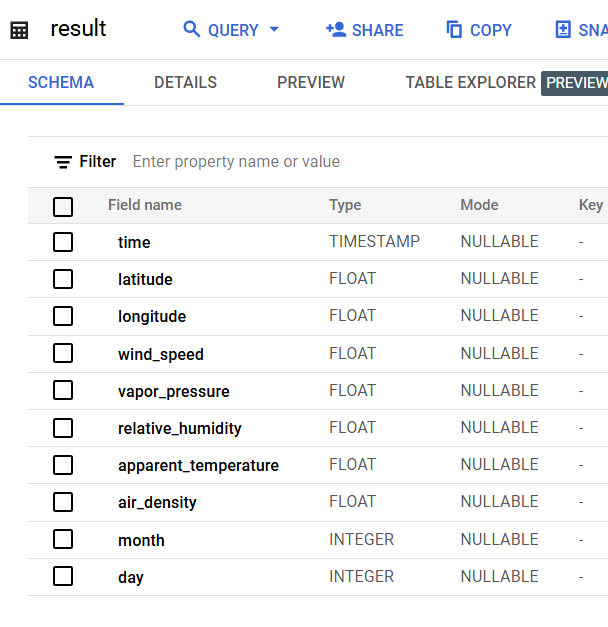 result QUERY SHARE COPY SNA
SCHEMA DETAILS PREVIEW TABLE EXPLORER PREVIEW
Filter Enter property name or value
Field name Type Mode Key
time TIMESTAMP NULLABLE -
latitude FLOAT NULLABLE -
longitude FLOAT NULLABLE -
wind_speed FLOAT NULLABLE -
vapor_pressure FLOAT NULLABLE -
relative_humidity FLOAT NULLABLE -
apparent_temperature FLOAT NULLABLE -
air_density FLOAT NULLABLE -
month INTEGER NULLABLE -
day INTEGER NULLABLE -